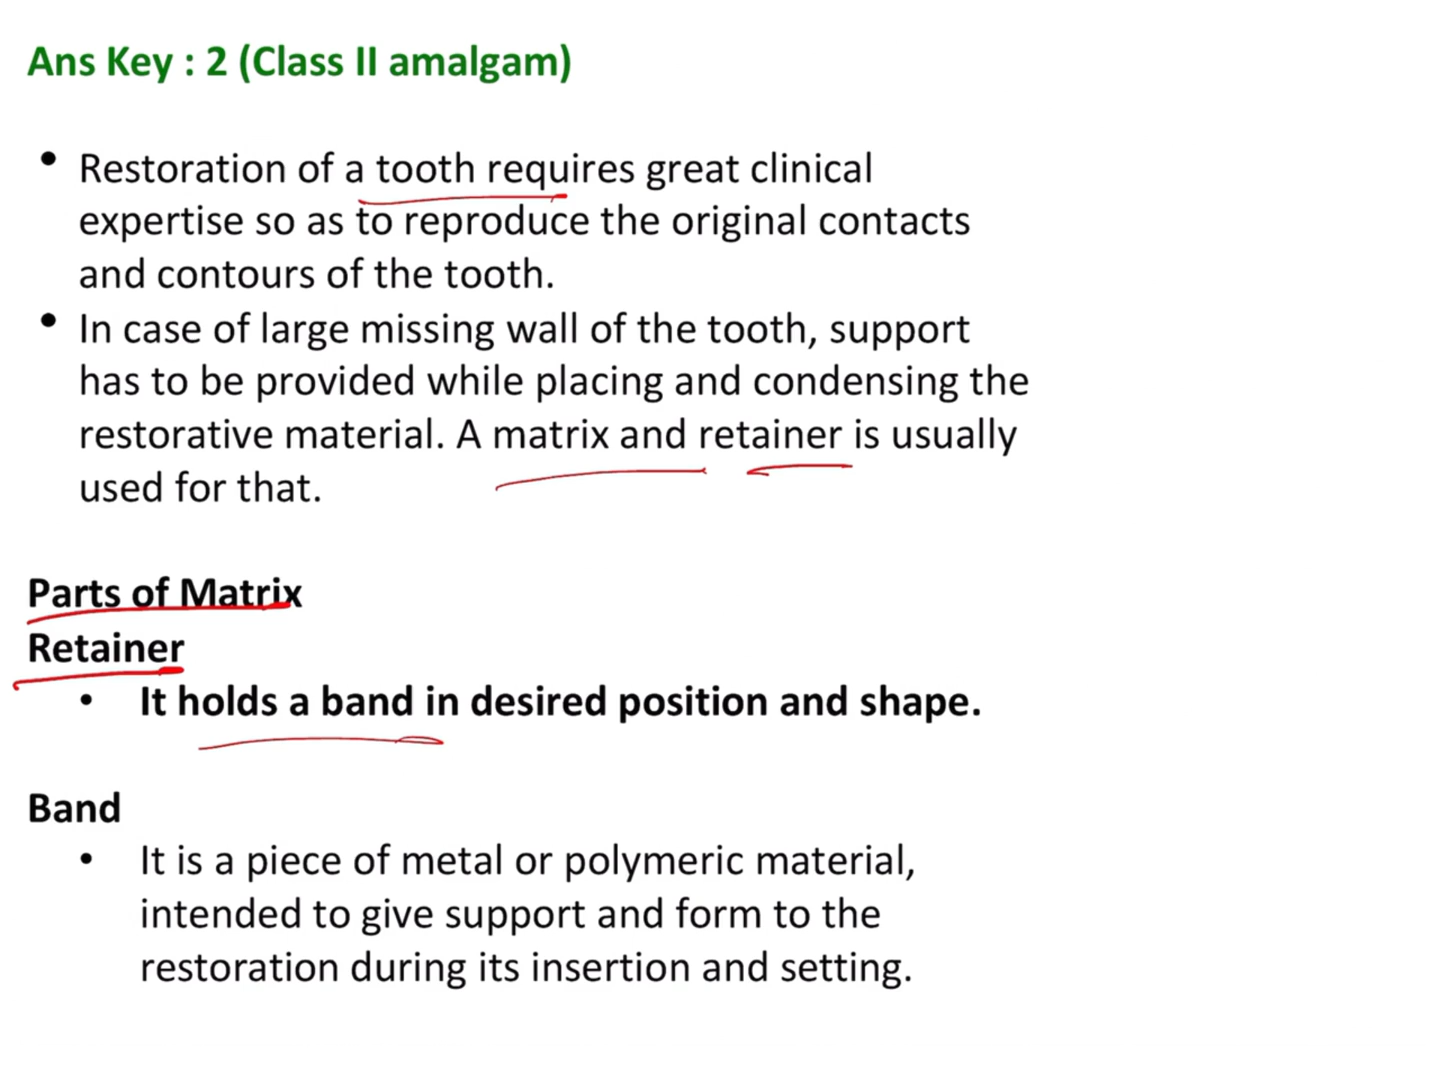 Ans Key : 2 (Class II amalgam)
• Restoration of a tooth requires great clinical
expertise so as to reproduce the original contacts
and contours of the tooth.
• In case of large missing wall of the tooth, support
has to be provided while placing and condensing the
restorative material. A matrix and retainer is usually
used for that.
Parts of Matrix
Retainer
• It holds a band in desired position and shape.
Band
• It is a piece of metal or polymeric material,
intended to give support and form to the
restoration during its insertion and setting.